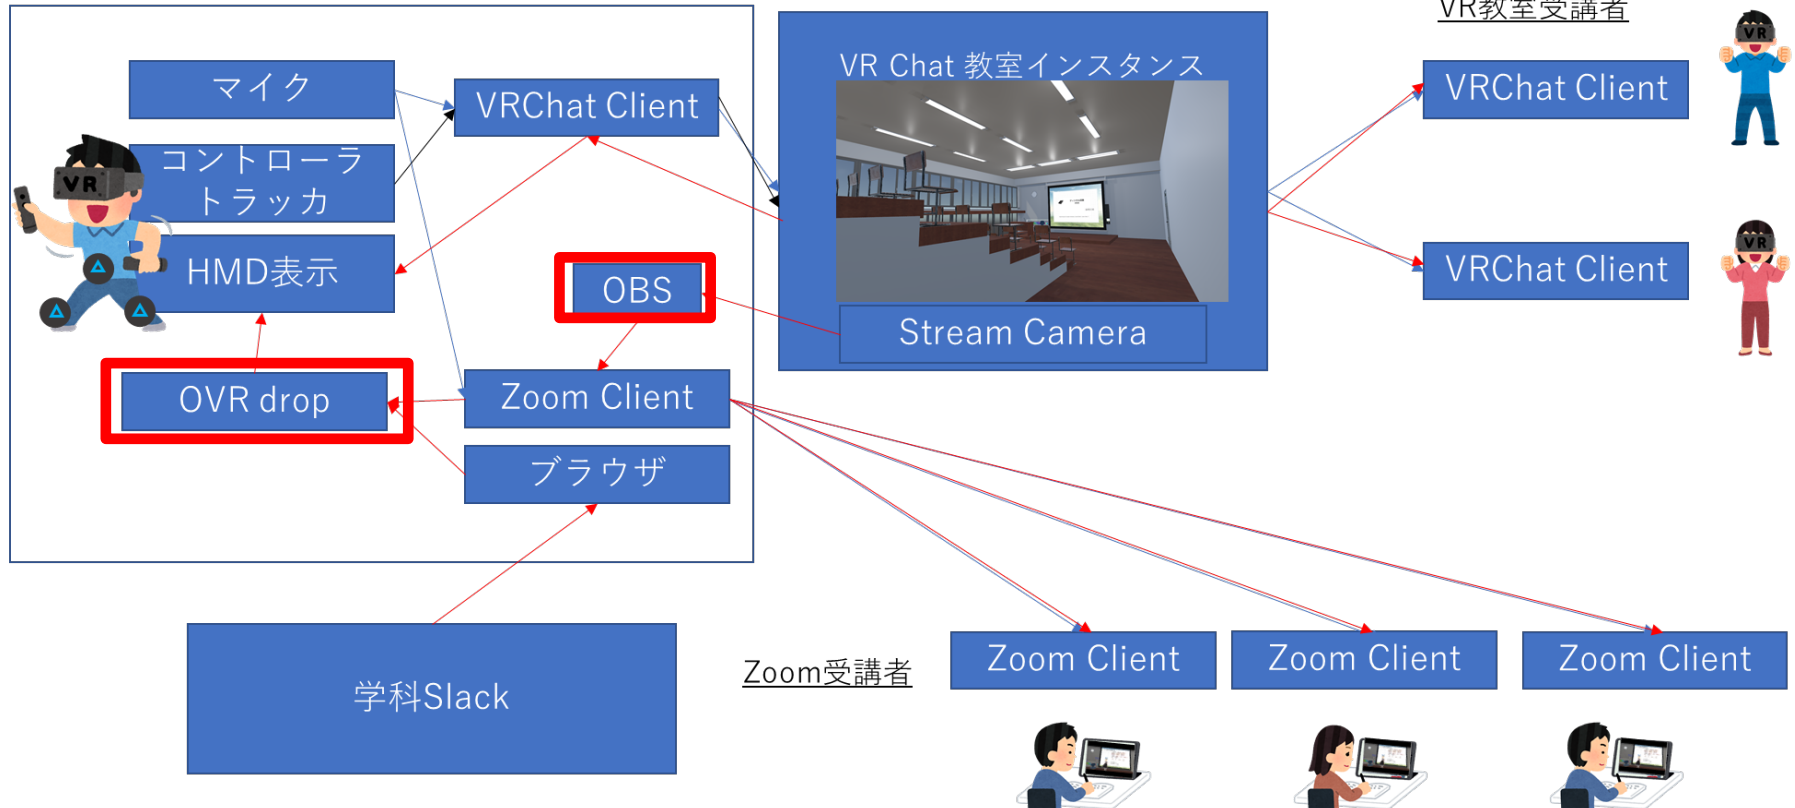 VR教室受講者
マイク
VRChat Client
VR Chat 教室インスタンス
VRChat Client
コントローラ
トラッカ
HMD表示
OBS
VRChat Client
Stream Camera
OVR drop
Zoom Client
ブラウザ
学科Slack
Zoom受講者
Zoom Client
Zoom Client
Zoom Client
VR
VR
VR